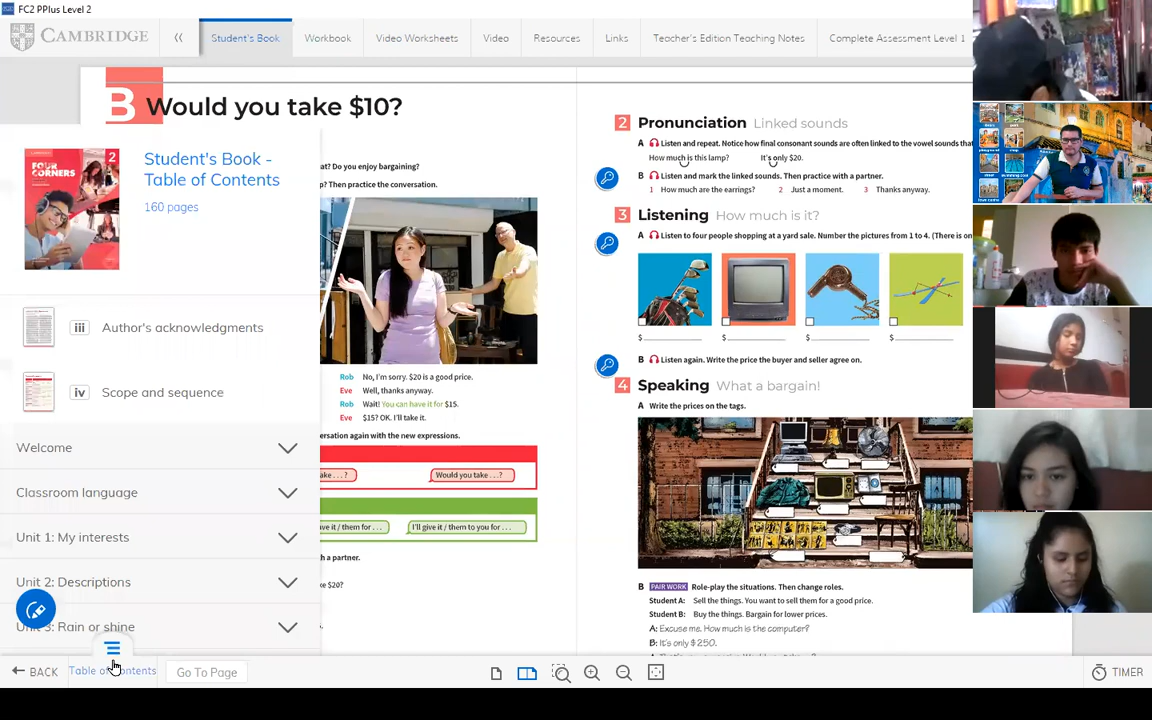 FC2 PPlus Level 2
CAMBRIDGE
Student's Book
Workbook
Video Worksheets
Video
Resources
Links
Teacher's Edition Teaching Notes
Complete Assessment Level 1
B Would you take $10?
at? Do you enjoy bargaining?
p? Then practice the conversation.
2
FOUR CORNERS
Student's Book -
Table of Contents
160 pages
iii Author's acknowledgments
iv Scope and sequence
Welcome
Classroom language
Unit 1: My interests
Unit 2: Descriptions
Unit 3: Rain or shine
Rob No, I'm sorry. $20 is a good price.
Eve Well, thanks anyway.
Rob Wait! You can have it for $15.
Eve $15? OK. I'll take it.
ersation again with the new expressions.
ake . . . ?
Would you take . . . ?
ave it / them for . . .
I'll give it / them to you for . . .
h a partner.
ke $20?
2 Pronunciation Linked sounds
A Listen and repeat. Notice how final consonant sounds are often linked to the vowel sounds that
How much is this lamp? It's only $20.
B Listen and mark the linked sounds. Then practice with a partner.
1 How much are the earrings? 2 Just a moment. 3 Thanks anyway.
3 Listening How much is it?
A Listen to four people shopping at a yard sale. Number the pictures from 1 to 4. (There is on
$ $ $ $
B Listen again. Write the price the buyer and seller agree on.
4 Speaking What a bargain!
A Write the prices on the tags.
B PAIR WORK Role-play the situations. Then change roles.
Student A: Sell the things. You want to sell them for a good price.
Student B: Buy the things. Bargain for lower prices.
A: Excuse me. How much is the computer?
B: It's only $250.
BACK
Table of Contents
Go To Page
TIMER